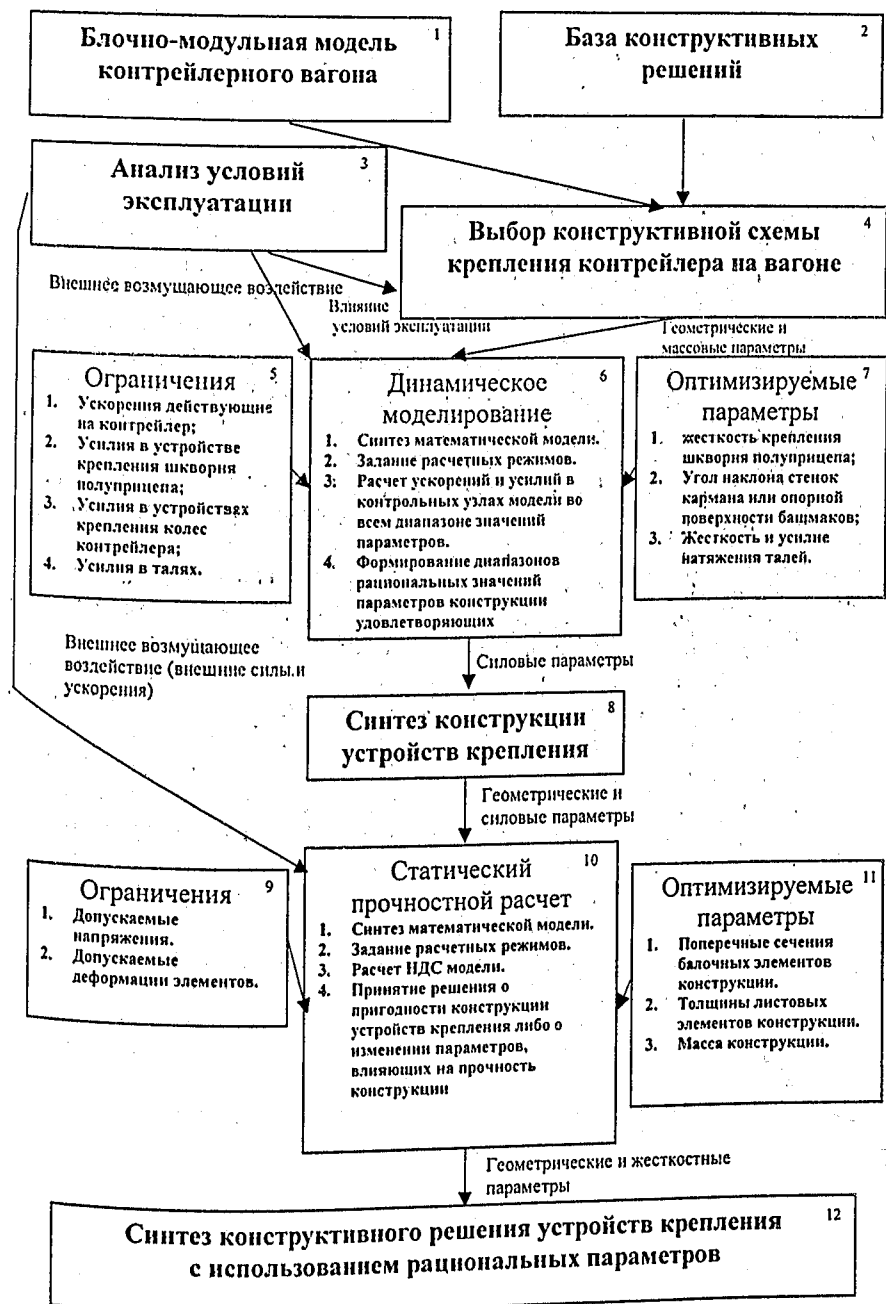 Блочно-модульная модель 1
контрейлерного вагона
База конструктивных 2
решений
Анализ условий 3
эксплуатации
Выбор конструктивной схемы 4
крепления контрейлера на вагоне
Внешнее возмущающее воздействие
Влияние
условий эксплуатации
Геометрические и
массовые параметры
Ограничения 5
1. Ускорения действующие
на контрейлер;
2. Усилия в устройстве
крепления шкворня
полуприцепа;
3. Усилия в устройствах
крепления колес
контрейлера;
4. Усилия в талях.
Динамическое 6
моделирование
1. Синтез математической модели.
2. Задание расчетных режимов.
3. Расчет ускорений и усилий в
контрольных узлах модели во
всем диапазоне значений
параметров.
4. Формирование диапазонов
рациональных значений
параметров конструкции
удовлетворяющих
Оптимизируемые 7
параметры
1. жесткость крепления
шкворня полуприцепа;
2. Угол наклона стенок
кармана или опорной
поверхности башмаков;
3. Жесткость и усилие
натяжения талей.
Внешнее возмущающее
воздействие (внешние силы и
ускорения)
Силовые параметры
Синтез конструкции 8
устройств крепления
Геометрические и
силовые параметры
Ограничения 9
1. Допускаемые
напряжения.
2. Допускаемые
деформации элементов.
Статический 10
прочностной расчет
1. Синтез математической модели.
2. Задание расчетных режимов.
3. Расчет НДС модели.
4. Принятие решения о
пригодности конструкции
устройств крепления либо о
изменении параметров,
влияющих на прочность
конструкции
Оптимизируемые 11
параметры
1. Поперечные сечения
балочных элементов
конструкции.
2. Толщины листовых
элементов конструкции.
3. Масса конструкции.
Геометрические и жесткостные
параметры
Синтез конструктивного решения устройств крепления 12
с использованием рациональных параметров